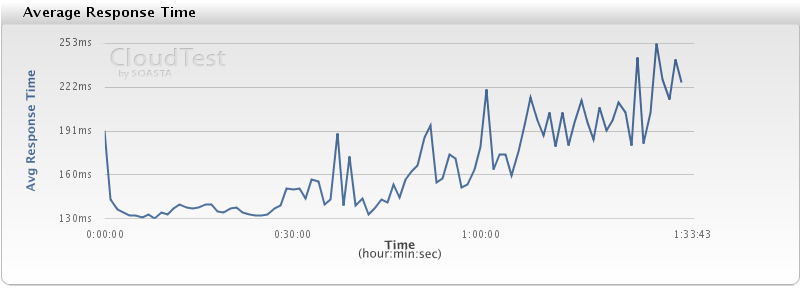 Average Response Time
CloudTest
by SOASTA
Avg Response Time
253ms
222ms
191ms
160ms
130ms
0:00:00
0:30:00
1:00:00
1:33:43
Time
(hour:min:sec)